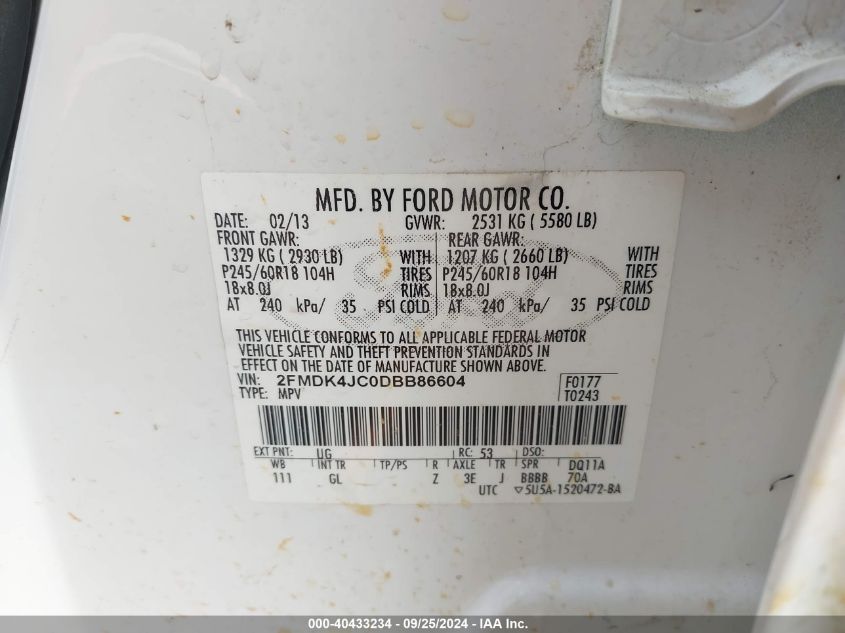 MFD. BY FORD MOTOR CO.
DATE: 02/13 GVWR: 2531 KG ( 5580 LB)
FRONT GAWR: REAR GAWR:
1329 KG ( 2930 LB) WITH 1207 KG ( 2660 LB) WITH
P245/60R18 104H TIRES P245/60R18 104H TIRES
18x8.0J RIMS 18x8.0J RIMS
AT 240 kPa/ 35 PSI COLD AT 240 kPa/ 35 PSI COLD
THIS VEHICLE CONFORMS TO ALL APPLICABLE FEDERAL MOTOR
VEHICLE SAFETY AND THEFT PREVENTION STANDARDS IN
EFFECT ON THE DATE OF MANUFACTURE SHOWN ABOVE.
VIN: 2FMDK4JC0DBB86604 F0177
TYPE: MPV T0243
EXT PNT: UG RC: 53 DSO:
WB INT TR TP/PS R AXLE TR SPR DQ11A
111 GL Z 3E J BBBB 70A
UTC ▽5U5A-1520472-BA
000-40433234 - 09/25/2024 - IAA Inc.